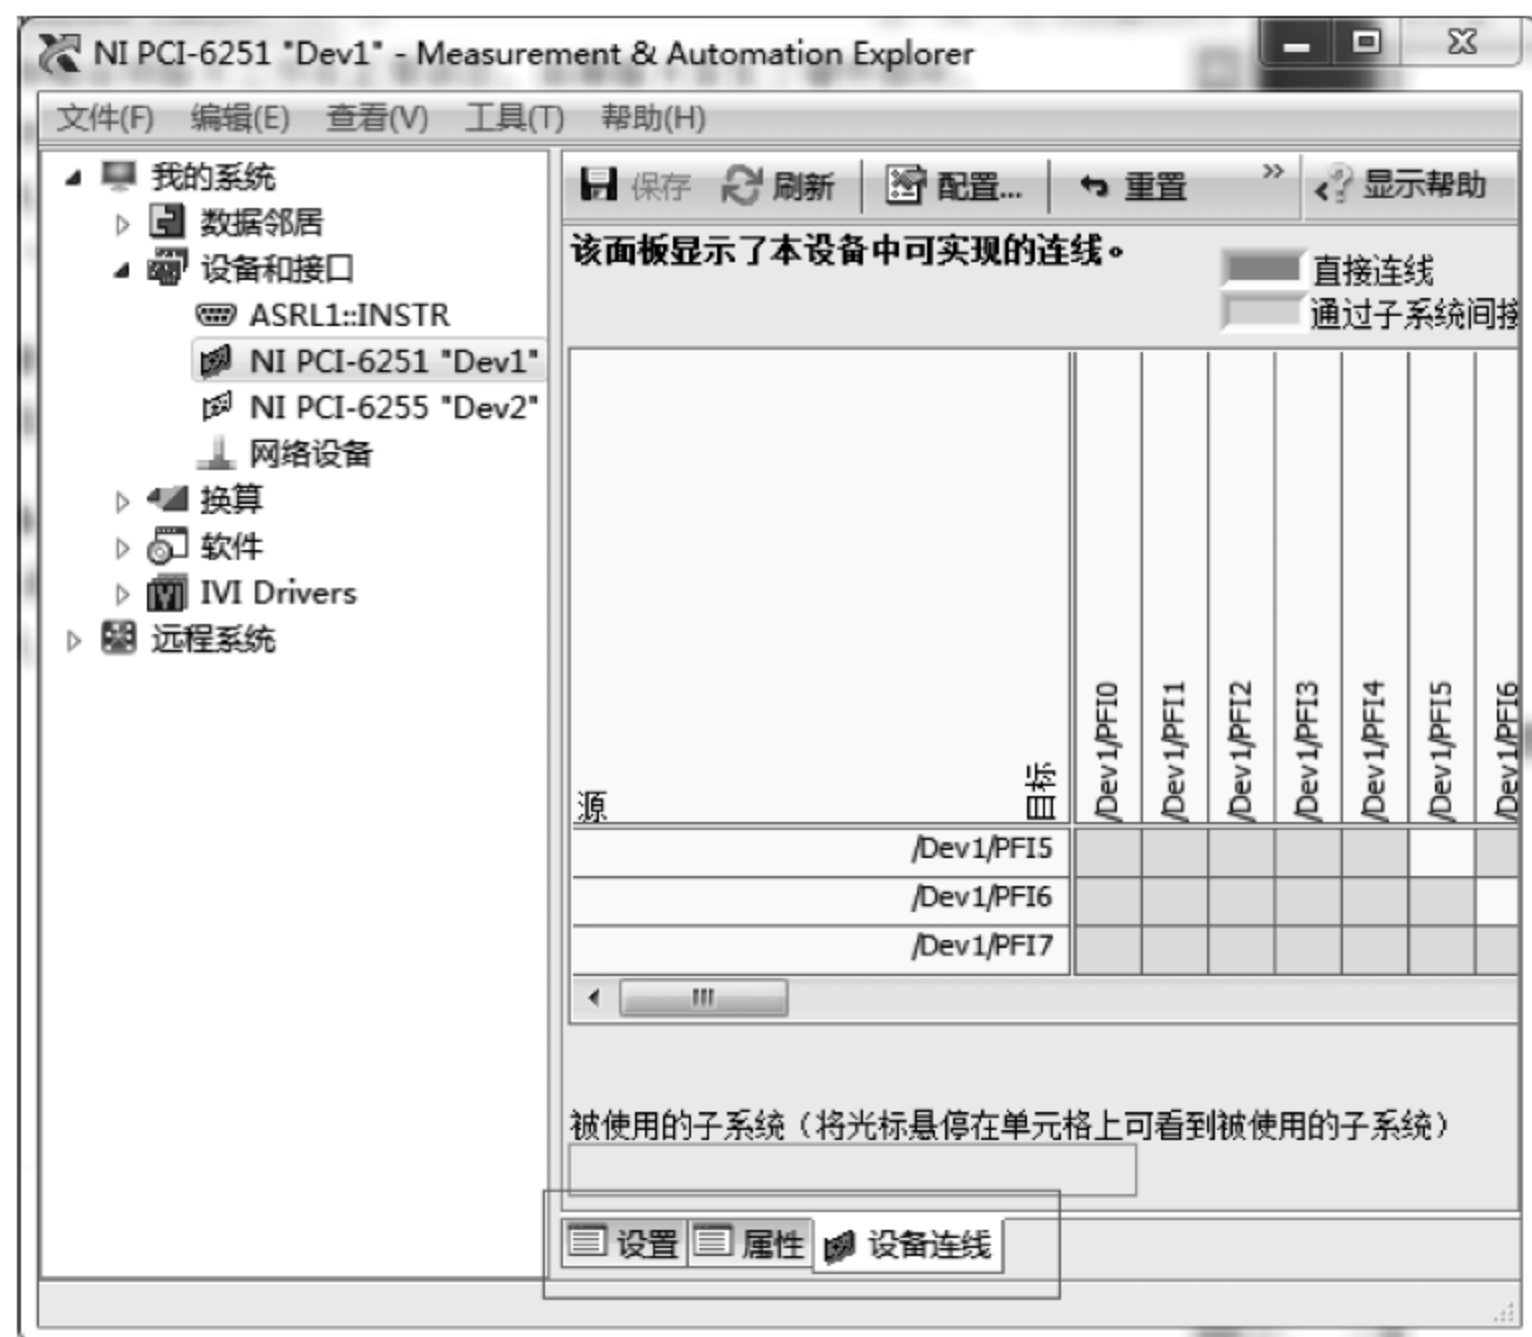 NI PCI-6251 "Dev1" - Measurement & Automation Explorer
文件(F) 编辑(E) 查看(V) 工具(T) 帮助(H)
我的系统
数据邻居
设备和接口
ASRL1::INSTR
NI PCI-6251 "Dev1"
NI PCI-6255 "Dev2"
网络设备
换算
软件
IVI Drivers
远程系统
保存 刷新 配置... 重置 » 显示帮助
该面板显示了本设备中可实现的连线。
直接连线
通过子系统间接
源
目标
/Dev1/PFI0
/Dev1/PFI1
/Dev1/PFI2
/Dev1/PFI3
/Dev1/PFI4
/Dev1/PFI5
/Dev1/PFI6
/Dev1/PFI5
/Dev1/PFI6
/Dev1/PFI7
被使用的子系统（将光标悬停在单元格上可看到被使用的子系统）
设置 属性 设备连线